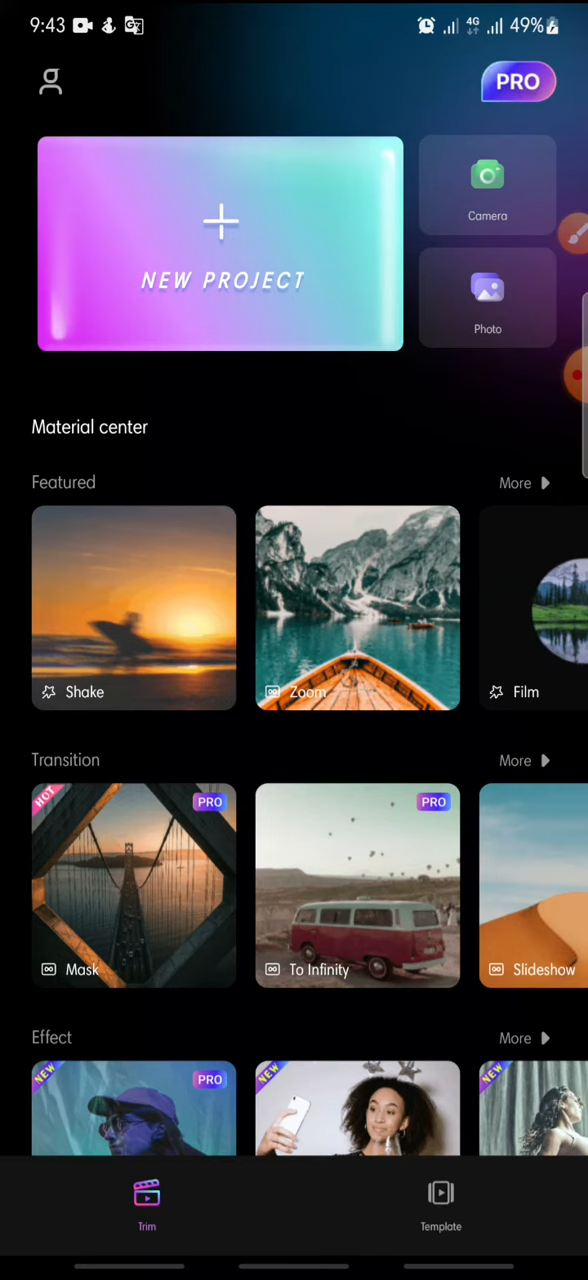 9:43
4G
49%
PRO
NEW PROJECT
Camera
Photo
Material center
Featured
More
Shake
Zoom
Film
Transition
More
HOT
PRO
PRO
Mask
To Infinity
Slideshow
Effect
More
NEW
PRO
NEW
NEW
Trim
Template